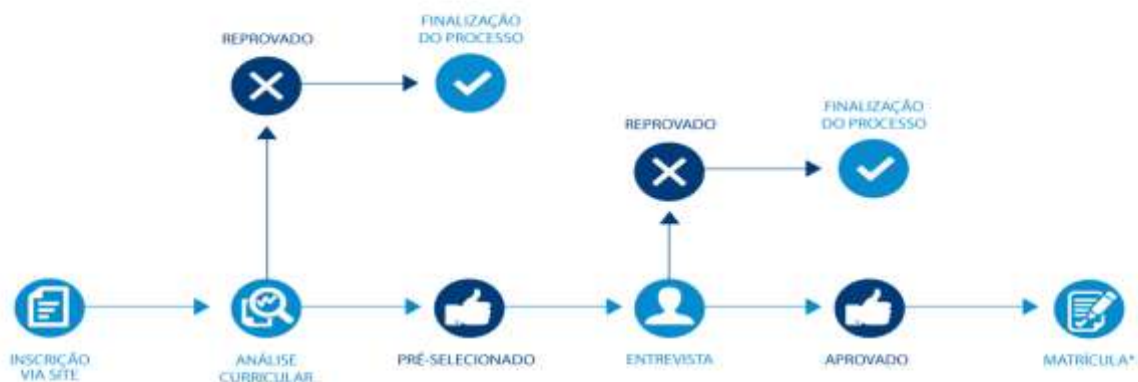 REPROVADO
FINALIZAÇÃO
DO PROCESSO
REPROVADO
FINALIZAÇÃO
DO PROCESSO
INSCRIÇÃO
VIA SITE
ANÁLISE
CURRICULAR
PRÉ-SELECIONADO
ENTREVISTA
APROVADO
MATRÍCULA*